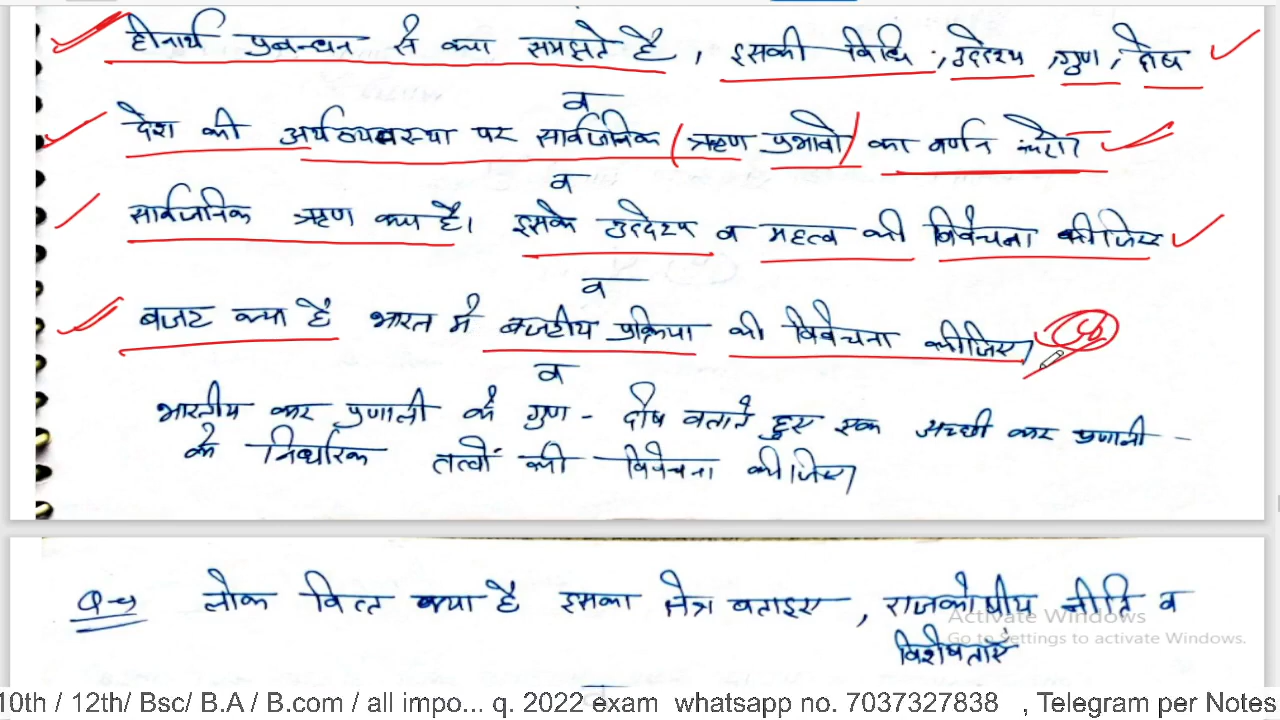 हीनार्थ प्रबन्धन से क्या समझते है, इसकी विधि, उद्देश्य, गुण, दोष
व
देश की अर्थव्यवस्था पर सार्वजनिक (ऋण प्रभावो) का वर्णन करो।
व
सार्वजनिक ऋण क्या है। इसके उद्देश्य व महत्व की विवेचना कीजिए
व
बजट क्या है भारत में बजटीय प्रक्रिया की विवेचना कीजिए।
व
भारतीय कर प्रणाली के गुण - दोष बताते हुए एक अच्छी कर प्रणाली -
के निर्धारक तत्वों की विवेचना कीजिए।
लोक वित्त क्या है इसका क्षेत्र बताइए, राजकोषीय नीति व
विशेषताएँ
Activate Windows
Go to Settings to activate Windows.
10th / 12th/ Bsc/ B.A / B.com / all impo... q. 2022 exam whatsapp no. 7037327838 , Telegram per Notes